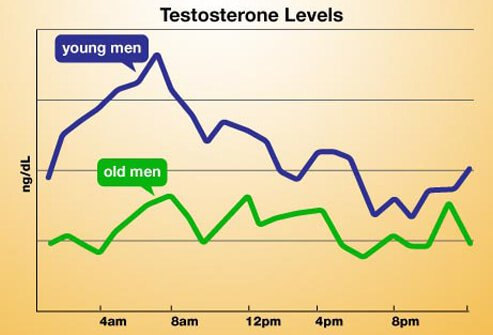 Testosterone Levels
young men
old men
ng/dL
4am 8am 12pm 4pm 8pm